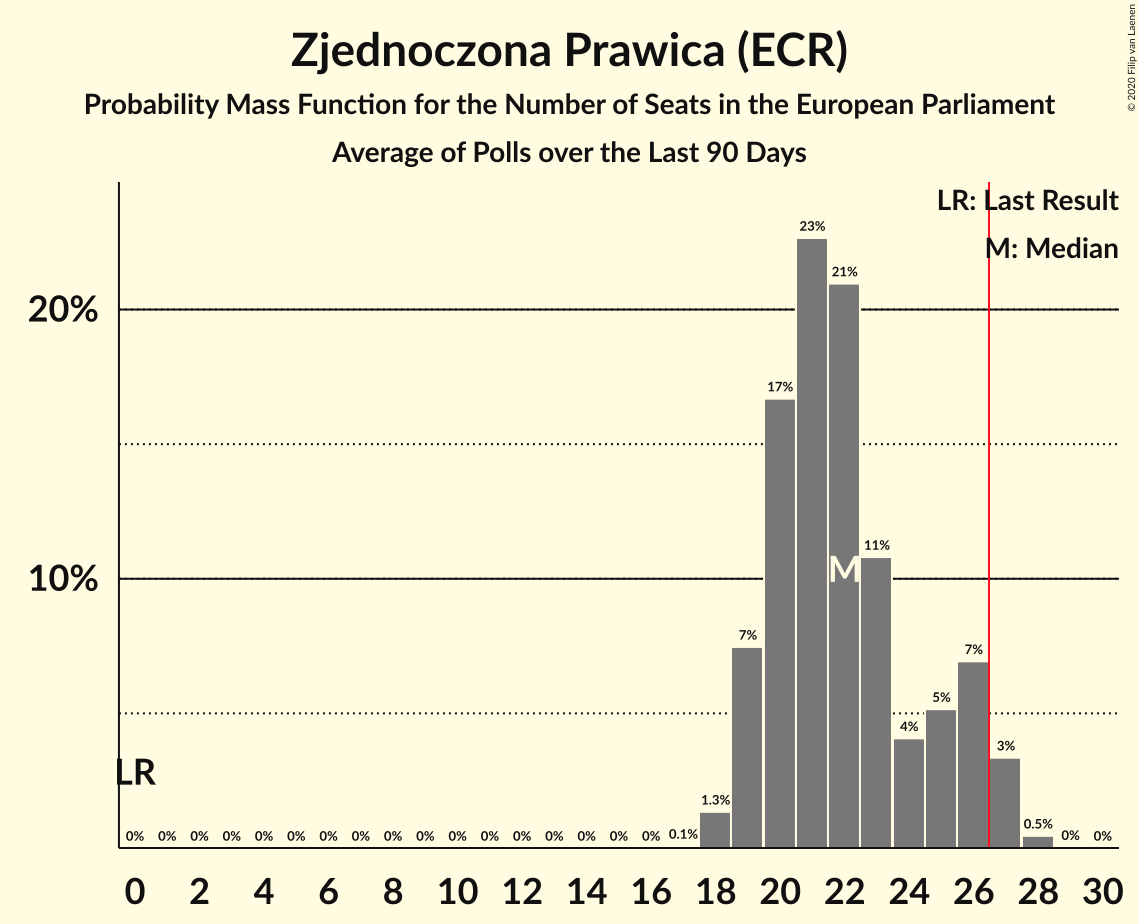 Zjednoczona Prawica (ECR)
Probability Mass Function for the Number of Seats in the European Parliament
Average of Polls over the Last 90 Days
© 2020 Filip van Laenen
LR: Last Result
M: Median
23%
21%
20%
17%
11%
M
10%
7%
7%
5%
4%
3%
LR
1.3%
0.5%
0% 0% 0% 0% 0% 0% 0% 0% 0% 0% 0% 0% 0% 0% 0% 0% 0% 0.1% 0% 0%
0 2 4 6 8 10 12 14 16 18 20 22 24 26 28 30